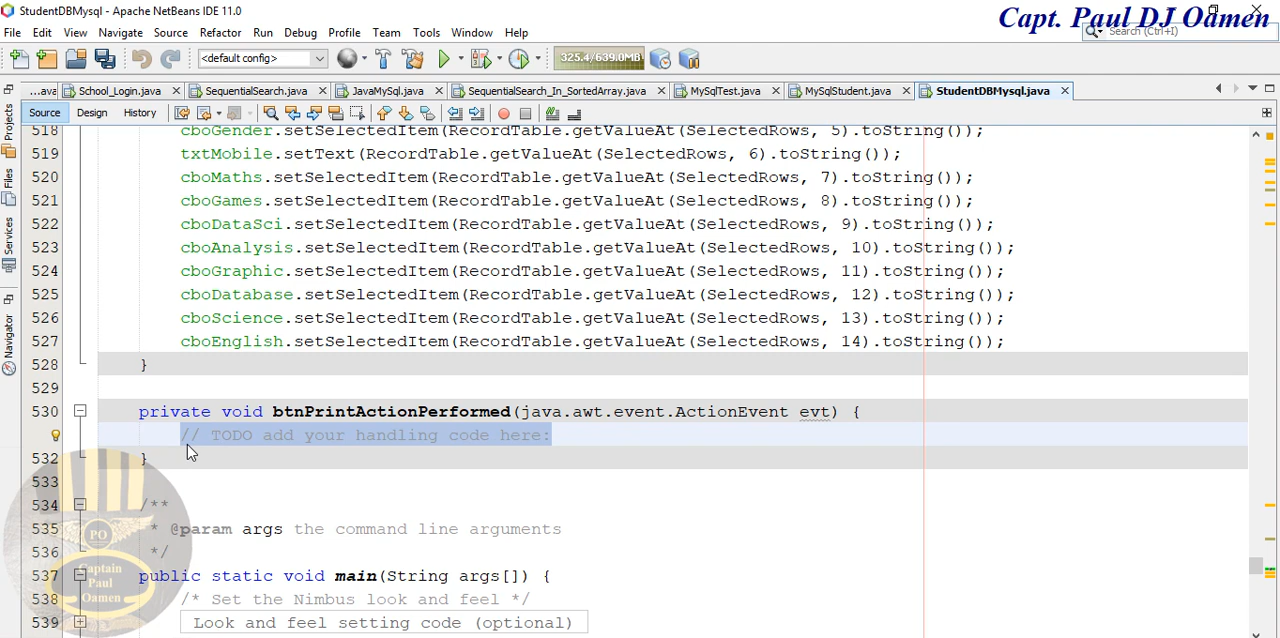 StudentDBMysql - Apache NetBeans IDE 11.0
Capt. Paul DJ Oamen
File Edit View Navigate Source Refactor Run Debug Profile Team Tools Window Help
Search (Ctrl+I)
<default config>
325.4/639.0MB
...ava School_Login.java SquentialSearch.java JavaMySql.java SequentialSearch_In_SortedArray.java MySqlTest.java MySqlStudent.java StudentDBMysql.java
Source Design History
Projects
Files
Services
Navigator
518 cboGender.setSelectedItem(RecordTable.getValueAt(SelectedRows, 5).toString());
519 txtMobile.setText(RecordTable.getValueAt(SelectedRows, 6).toString());
520 cboMaths.setSelectedItem(RecordTable.getValueAt(SelectedRows, 7).toString());
521 cboGames.setSelectedItem(RecordTable.getValueAt(SelectedRows, 8).toString());
522 cboDataSci.setSelectedItem(RecordTable.getValueAt(SelectedRows, 9).toString());
523 cboAnalysis.setSelectedItem(RecordTable.getValueAt(SelectedRows, 10).toString());
524 cboGraphic.setSelectedItem(RecordTable.getValueAt(SelectedRows, 11).toString());
525 cboDatabase.setSelectedItem(RecordTable.getValueAt(SelectedRows, 12).toString());
526 cboScience.setSelectedItem(RecordTable.getValueAt(SelectedRows, 13).toString());
527 cboEnglish.setSelectedItem(RecordTable.getValueAt(SelectedRows, 14).toString());
528 }
529
530 private void btnPrintActionPerformed(java.awt.event.ActionEvent evt) {
// TODO add your handling code here:
532 }
533
534 /**
535 * @param args the command line arguments
536 */
537 public static void main(String args[]) {
538 /* Set the Nimbus look and feel */
539 Look and feel setting code (optional)
PO
Captain
Paul
Oamen